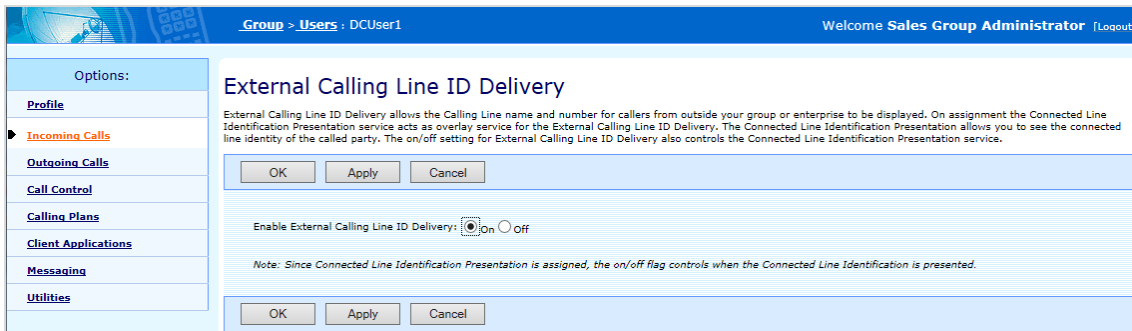 Group > Users : DCUser1
Welcome Sales Group Administrator [Logout
Options:
Profile
Incoming Calls
Outgoing Calls
Call Control
Calling Plans
Client Applications
Messaging
Utilities
External Calling Line ID Delivery
External Calling Line ID Delivery allows the Calling Line name and number for callers from outside your group or enterprise to be displayed. On assignment the Connected Line
Identification Presentation service acts as overlay service for the External Calling Line ID Delivery. The Connected Line Identification Presentation allows you to see the connected
line identity of the called party. The on/off setting for External Calling Line ID Delivery also controls the Connected Line Identification Presentation service.
OK Apply Cancel
Enable External Calling Line ID Delivery: On Off
Note: Since Connected Line Identification Presentation is assigned, the on/off flag controls when the Connected Line Identification is presented.
OK Apply Cancel